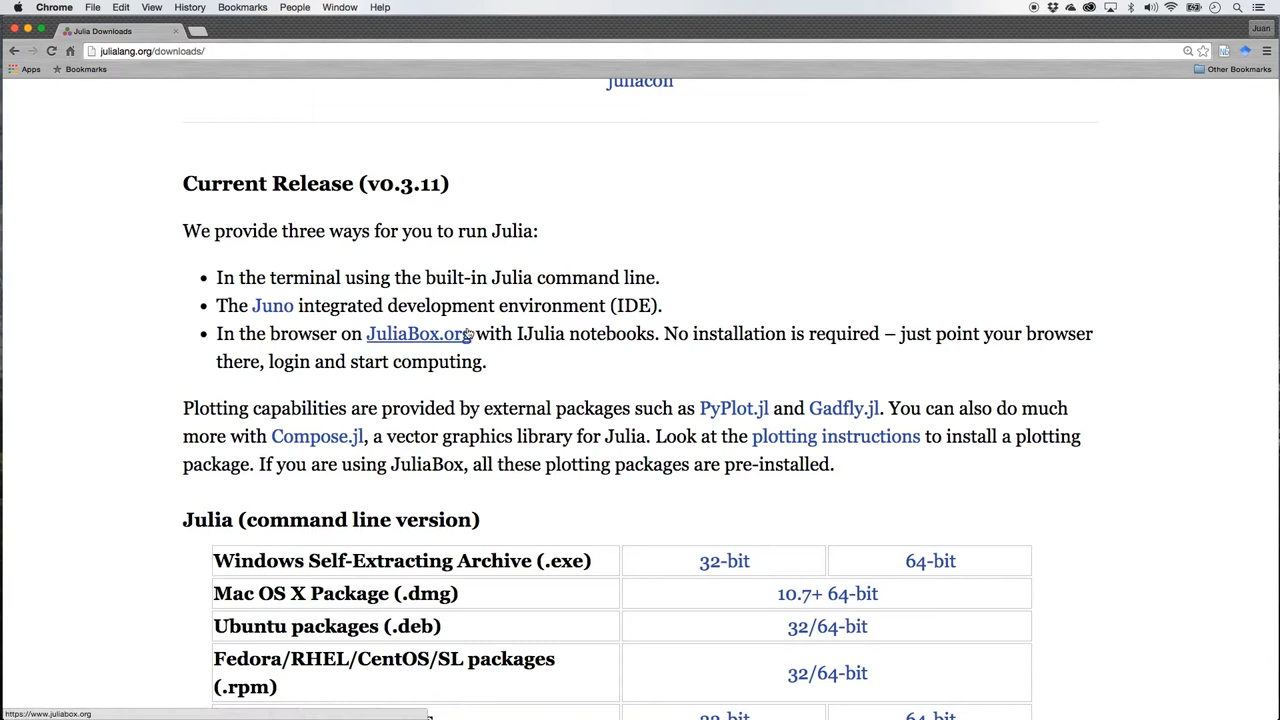 Chrome File Edit View History Bookmarks People Window Help
Julia Downloads
Juan
julialang.org/downloads/
Apps Bookmarks Other Bookmarks
juliacon
Current Release (v0.3.11)
We provide three ways for you to run Julia:
• In the terminal using the built-in Julia command line.
• The Juno integrated development environment (IDE).
• In the browser on JuliaBox.org with IJulia notebooks. No installation is required – just point your browser
there, login and start computing.
Plotting capabilities are provided by external packages such as PyPlot.jl and Gadfly.jl. You can also do much
more with Compose.jl, a vector graphics library for Julia. Look at the plotting instructions to install a plotting
package. If you are using JuliaBox, all these plotting packages are pre-installed.
Julia (command line version)
Windows Self-Extracting Archive (.exe) 32-bit 64-bit
Mac OS X Package (.dmg) 10.7+ 64-bit
Ubuntu packages (.deb) 32/64-bit
Fedora/RHEL/CentOS/SL packages
(.rpm) 32/64-bit
32-bit 64-bit
https://www.juliabox.org